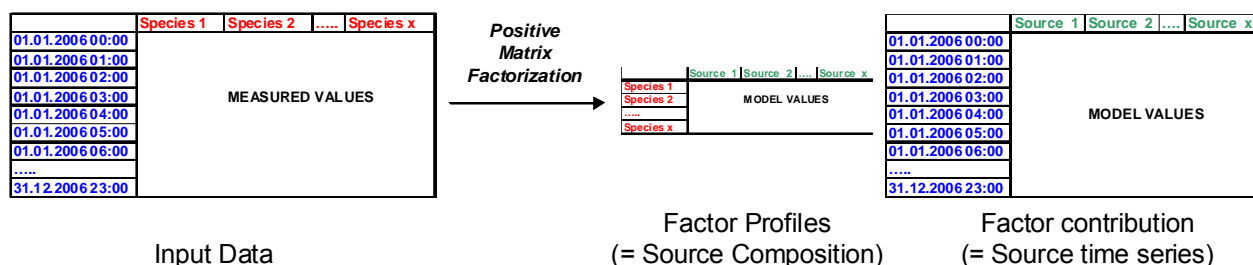 Species 1 Species 2 ..... Species x
01.01.2006 00:00
01.01.2006 01:00
01.01.2006 02:00
01.01.2006 03:00
01.01.2006 04:00
01.01.2006 05:00
01.01.2006 06:00
.....
31.12.2006 23:00
MEASURED VALUES
Input Data
Positive
Matrix
Factorization
Source 1 Source 2 .... Source x
Species 1
Species 2
.....
Species x
MODEL VALUES
Factor Profiles
(= Source Composition)
Source 1 Source 2 .... Source x
01.01.2006 00:00
01.01.2006 01:00
01.01.2006 02:00
01.01.2006 03:00
01.01.2006 04:00
01.01.2006 05:00
01.01.2006 06:00
.....
31.12.2006 23:00
MODEL VALUES
Factor contribution
(= Source time series)